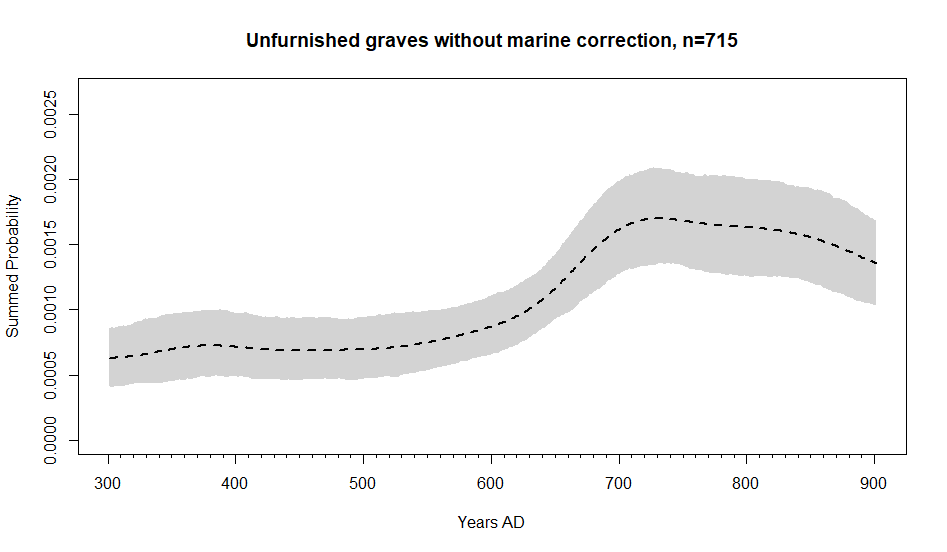 Unfurnished graves without marine correction, n=715
Summed Probability
0.0025
0.0020
0.0015
0.0010
0.0005
0.0000
300 400 500 600 700 800 900
Years AD